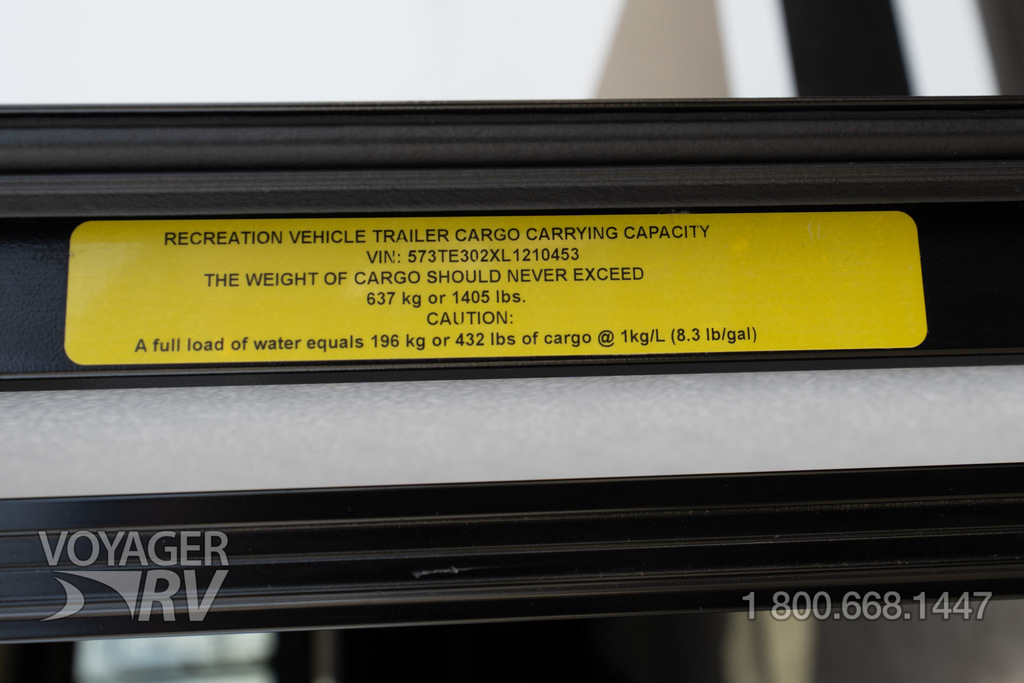 RECREATION VEHICLE TRAILER CARGO CARRYING CAPACITY
VIN: 573TE302XL1210453
THE WEIGHT OF CARGO SHOULD NEVER EXCEED
637 kg or 1405 lbs.
CAUTION:
A full load of water equals 196 kg or 432 lbs of cargo @ 1kg/L (8.3 lb/gal)
VOYAGER
RV
1 800.668.1447